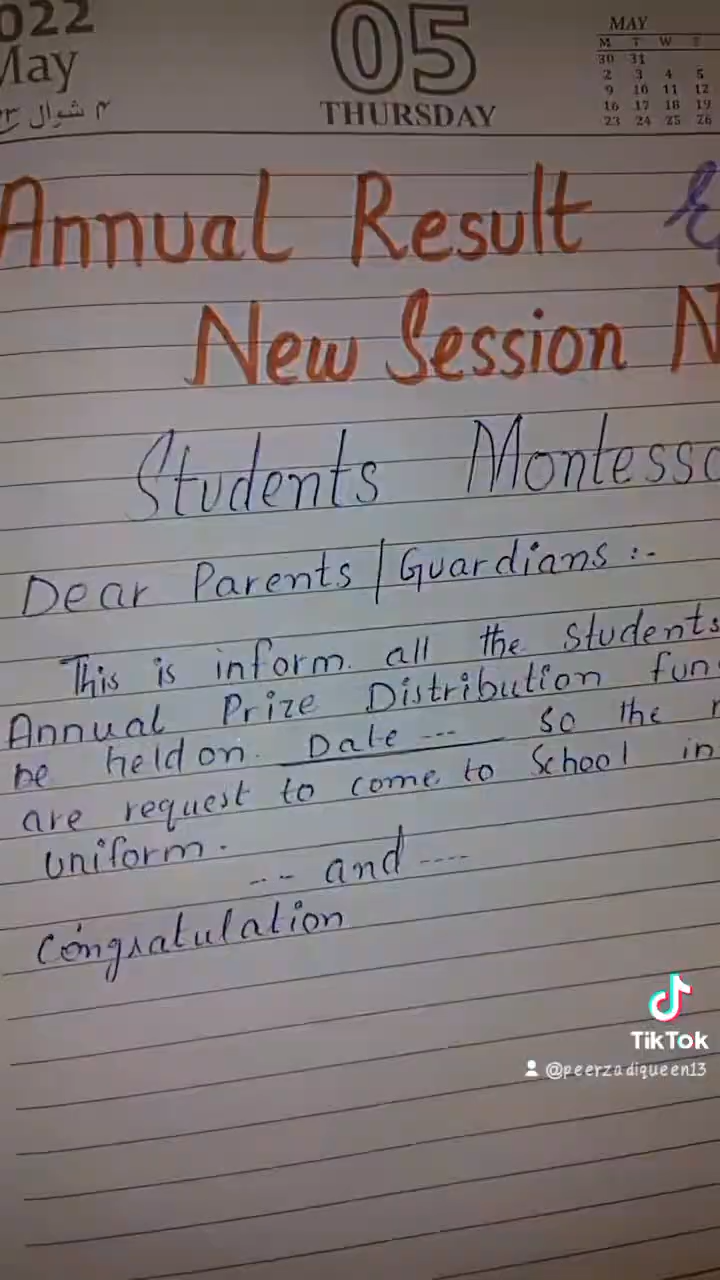 2022
May
٣ شوال
05
THURSDAY
MAY
M T W T
30 31
2 3 4 5
9 10 11 12
16 17 18 19
23 24 25 26
Annual Result &
New Session N
Students Montesso
Dear Parents / Guardians :-
This is inform. all the students
Annual Prize Distribution fun
be held on Date --- so the
are request to come to School in
uniform.
-- and ----
Congratulation
TikTok
@peerzadiqueen13